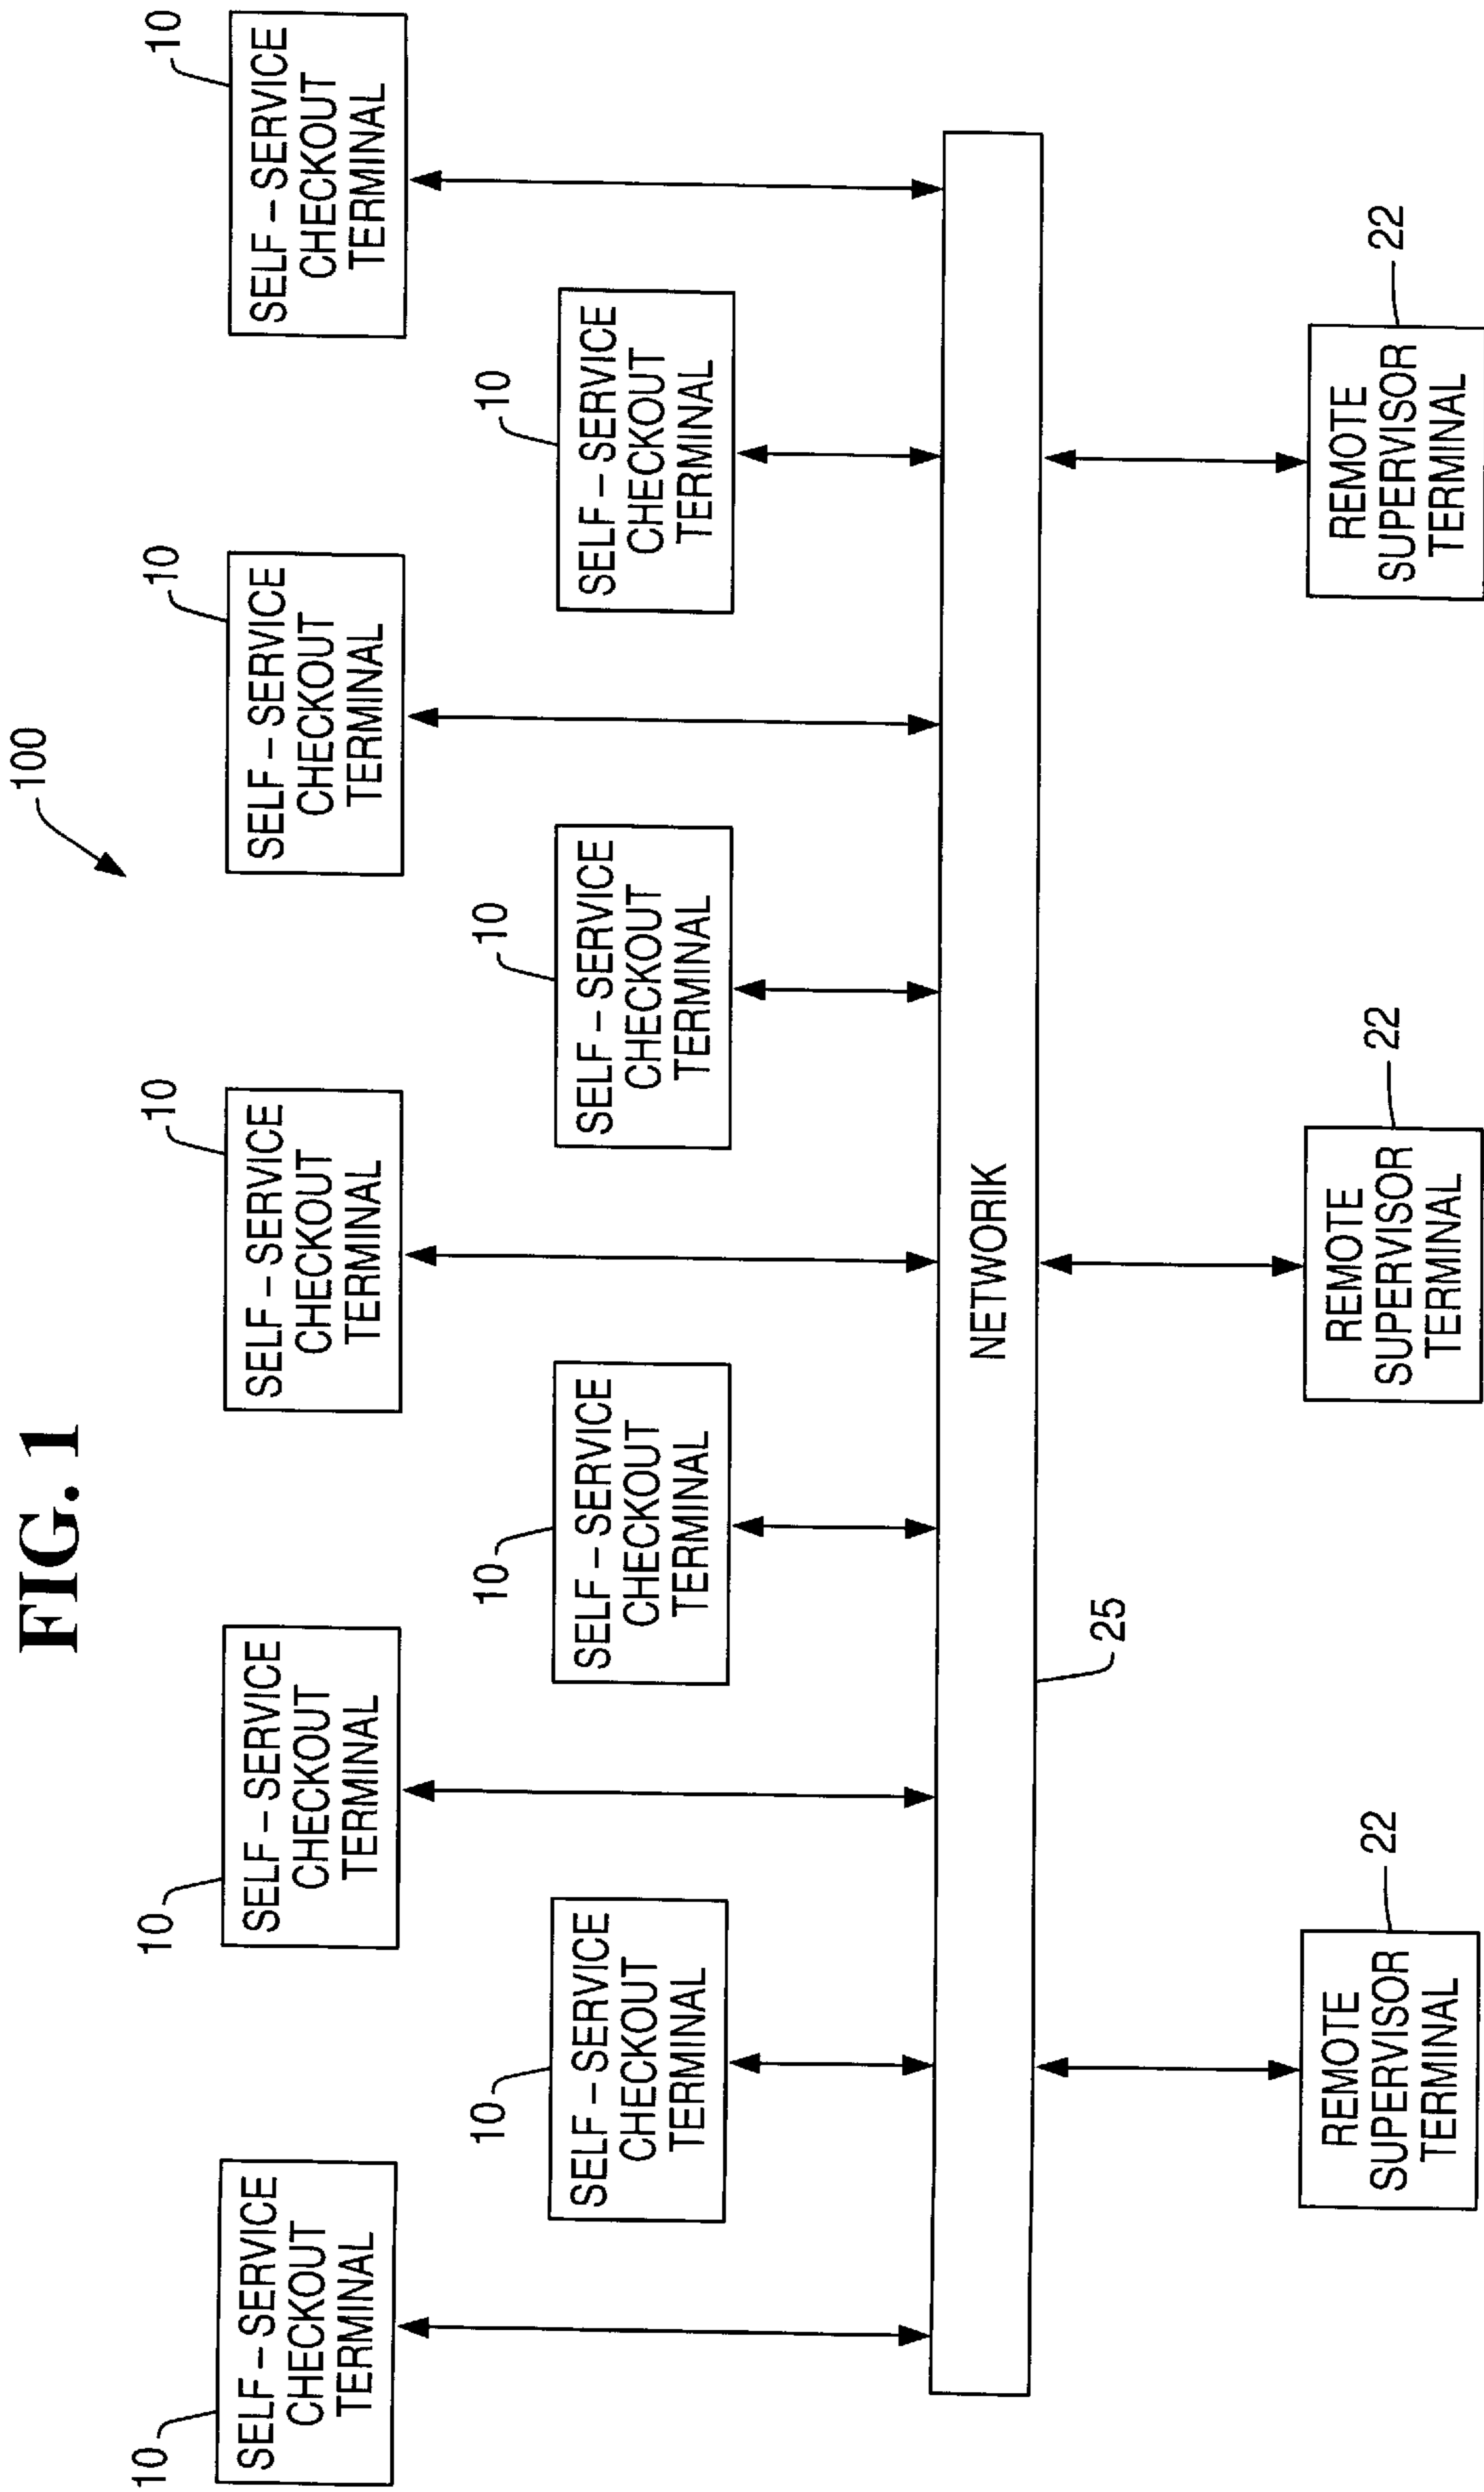 FIG. 1
100
10
SELF-SERVICE
CHECKOUT
TERMINAL
10
SELF-SERVICE
CHECKOUT
TERMINAL
10
SELF-SERVICE
CHECKOUT
TERMINAL
10
SELF-SERVICE
CHECKOUT
TERMINAL
10
SELF-SERVICE
CHECKOUT
TERMINAL
10
SELF-SERVICE
CHECKOUT
TERMINAL
10
SELF-SERVICE
CHECKOUT
TERMINAL
10
SELF-SERVICE
CHECKOUT
TERMINAL
10
SELF-SERVICE
CHECKOUT
TERMINAL
NETWORIK
25
22
REMOTE
SUPERVISOR
TERMINAL
22
REMOTE
SUPERVISOR
TERMINAL
22
REMOTE
SUPERVISOR
TERMINAL